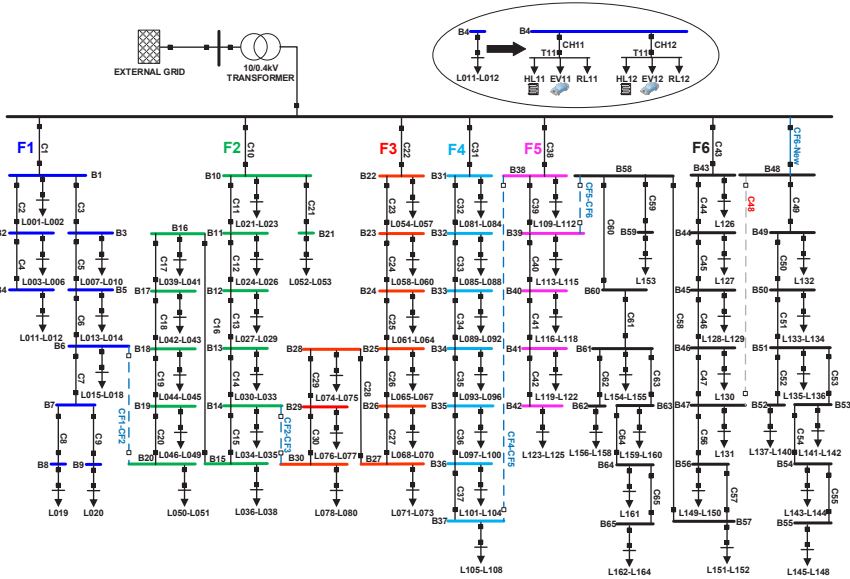 EXTERNAL GRID
10/0.4kV
TRANSFORMER
B4
L011-L012
B4
CH11
T11
HL11 EV11 RL11
CH12
T11
HL12 EV12 RL12
F1
C1
B1
C2
C3
L001-L002
B2
B3
C4
C5
L003-L006
L007-L010
B4
B5
L011-L012
C6
L013-L014
B6
C7
L015-L018
B7
C8
C9
B8
B9
L019
L020
CF1-CF2
F2
C10
B10
C11
L021-L023
C21
B21
L052-L053
B11
C12
L024-L026
B12
C13
L027-L029
B13
C14
L030-L033
B14
C15
L034-L035
B15
L036-L038
C16
B16
C17
L039-L041
B17
C18
L042-L043
B18
C19
L044-L045
B19
C20
L046-L049
B20
L050-L051
CF2-CF3
F3
C22
B22
C23
L054-L057
B23
C24
L058-L060
B24
C25
L061-L064
B25
C26
L065-L067
B26
C27
L068-L070
B27
L071-L073
C28
B28
C29
L074-L075
B29
C30
L076-L077
B30
L078-L080
F4
C31
B31
C32
L081-L084
B32
C33
L085-L088
B33
C34
L089-L092
B34
C35
L093-L096
B35
C36
L097-L100
B36
C37
L101-L104
B37
L105-L108
CF4-CF5
F5
C38
B38
C39
L109-L112
B39
C40
L113-L115
B40
C41
L116-L118
B41
C42
L119-L122
B42
L123-L125
CF5-CF6
F6
C43
B43
C44
L126
B44
C45
L127
B45
C46
L128-L129
B46
C47
L130
B47
C56
L131
B56
C57
L149-L150
B57
L151-L152
C58
B58
C59
B59
L153
C60
B60
C61
B61
C62
L154-L155
C63
B62
L156-L158
B63
C64
L159-L160
B64
C65
L161
B65
L162-L164
CF6-New
C48
B48
C49
B49
L132
C50
B50
C51
L133-L134
B51
C52
L135-L136
C53
B52
L137-L140
B53
C54
L141-L142
B54
C55
L143-L144
B55
L145-L148